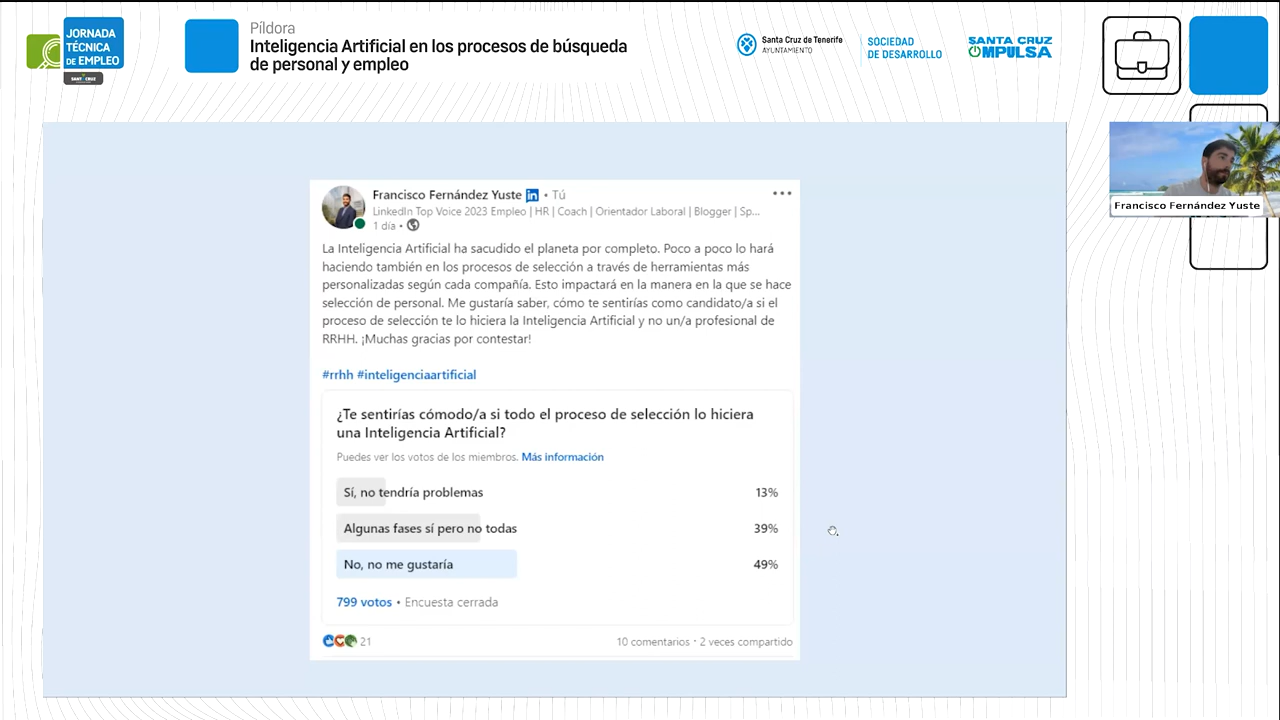 JORNADA
TÉCNICA
DE EMPLEO
SANTA CRUZ
Píldora
Inteligencia Artificial en los procesos de búsqueda
de personal y empleo
Santa Cruz de Tenerife
AYUNTAMIENTO
SOCIEDAD
DE DESARROLLO
SANTA CRUZ
IMPULSA
Francisco Fernández Yuste
Francisco Fernández Yuste in • Tú
LinkedIn Top Voice 2023 Empleo | HR | Coach | Orientador Laboral | Blogger | Sp...
1 día •
La Inteligencia Artificial ha sacudido el planeta por completo. Poco a poco lo hará
haciendo también en los procesos de selección a través de herramientas más
personalizadas según cada compañía. Esto impactará en la manera en la que se hace
selección de personal. Me gustaría saber, cómo te sentirías como candidato/a si el
proceso de selección te lo hiciera la Inteligencia Artificial y no un/a profesional de
RRHH. ¡Muchas gracias por contestar!
#rrhh #inteligenciaartificial
¿Te sentirías cómodo/a si todo el proceso de selección lo hiciera
una Inteligencia Artificial?
Puedes ver los votos de los miembros. Más información
Sí, no tendría problemas 13%
Algunas fases sí pero no todas 39%
No, no me gustaría 49%
799 votos • Encuesta cerrada
21 10 comentarios • 2 veces compartido